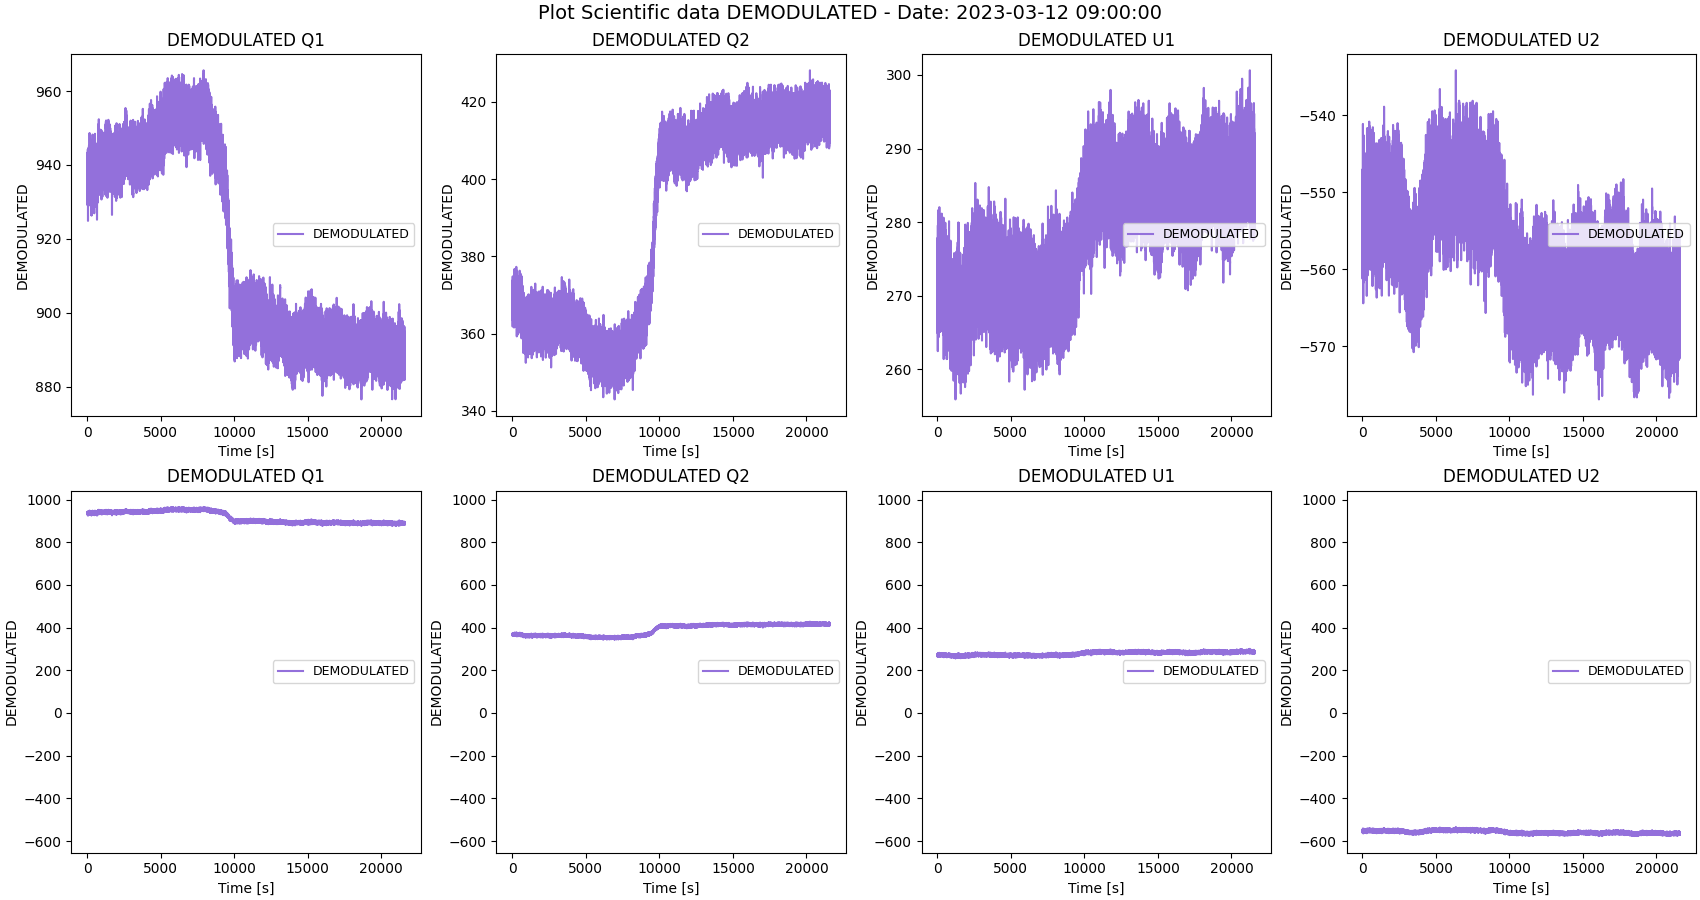 Plot Scientific data DEMODULATED - Date: 2023-03-12 09:00:00
DEMODULATED Q1
DEMODULATED
960
940
920
900
880
DEMODULATED
0 5000 10000 15000 20000
Time [s]
DEMODULATED Q2
DEMODULATED
420
400
380
360
340
DEMODULATED
0 5000 10000 15000 20000
Time [s]
DEMODULATED U1
DEMODULATED
300
290
280
270
260
DEMODULATED
0 5000 10000 15000 20000
Time [s]
DEMODULATED U2
DEMODULATED
−540
−550
−560
−570
DEMODULATED
0 5000 10000 15000 20000
Time [s]
DEMODULATED Q1
DEMODULATED
1000
800
600
400
200
0
−200
−400
−600
DEMODULATED
0 5000 10000 15000 20000
Time [s]
DEMODULATED Q2
DEMODULATED
1000
800
600
400
200
0
−200
−400
−600
DEMODULATED
0 5000 10000 15000 20000
Time [s]
DEMODULATED U1
DEMODULATED
1000
800
600
400
200
0
−200
−400
−600
DEMODULATED
0 5000 10000 15000 20000
Time [s]
DEMODULATED U2
DEMODULATED
1000
800
600
400
200
0
−200
−400
−600
DEMODULATED
0 5000 10000 15000 20000
Time [s]